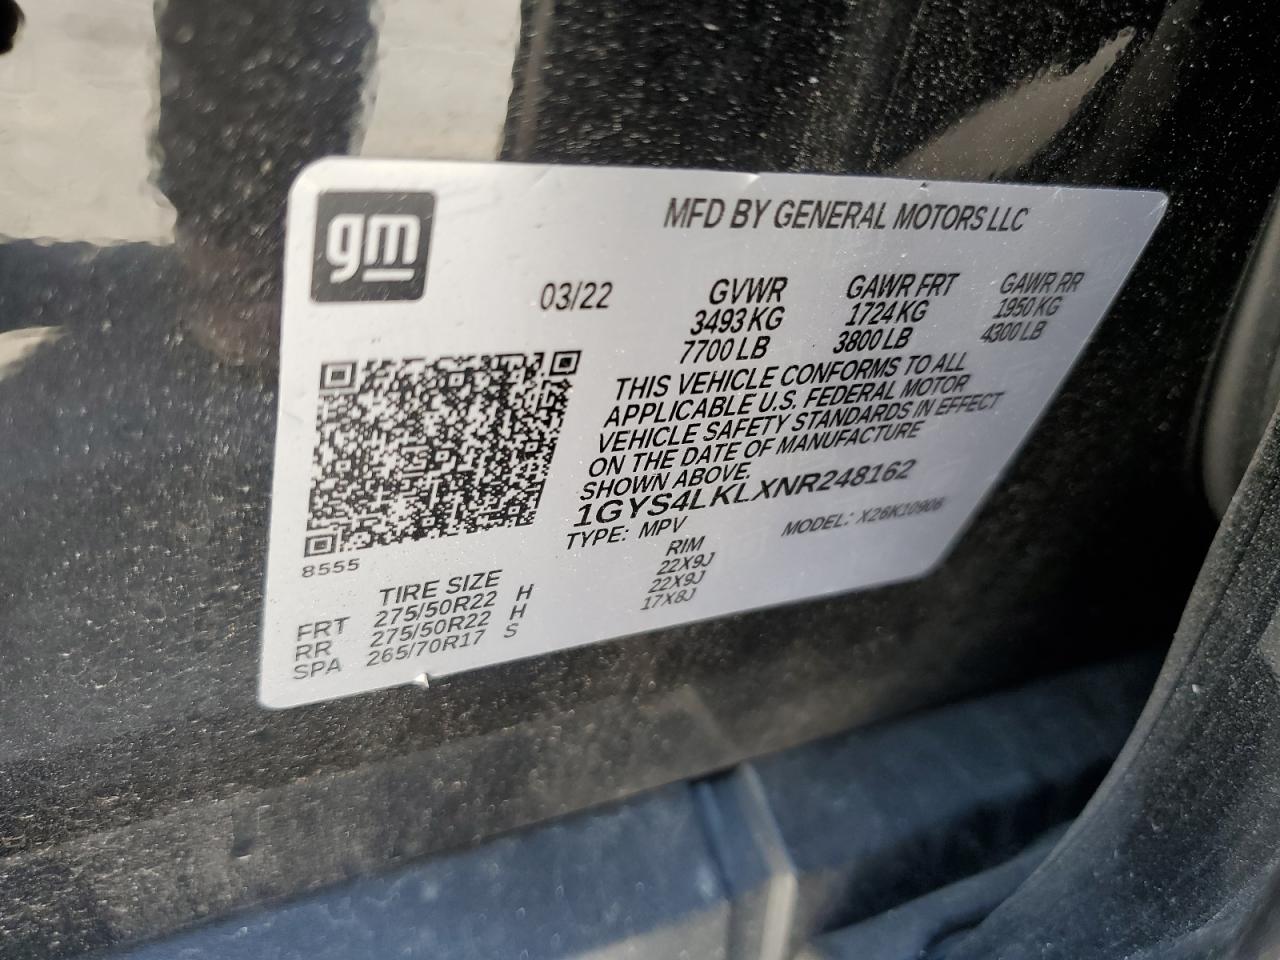 gm
MFD BY GENERAL MOTORS LLC
03/22 GVWR GAWR FRT GAWR RR
3493 KG 1724 KG 1950 KG
7700 LB 3800 LB 4300 LB
THIS VEHICLE CONFORMS TO ALL
APPLICABLE U.S. FEDERAL MOTOR
VEHICLE SAFETY STANDARDS IN EFFECT
ON THE DATE OF MANUFACTURE
SHOWN ABOVE.
1GYS4LKLXNR248162
TYPE: MPV MODEL: X26K10906
8555
TIRE SIZE RIM
FRT 275/50R22 H 22X9J
RR 275/50R22 H 22X9J
SPA 265/70R17 S 17X8J